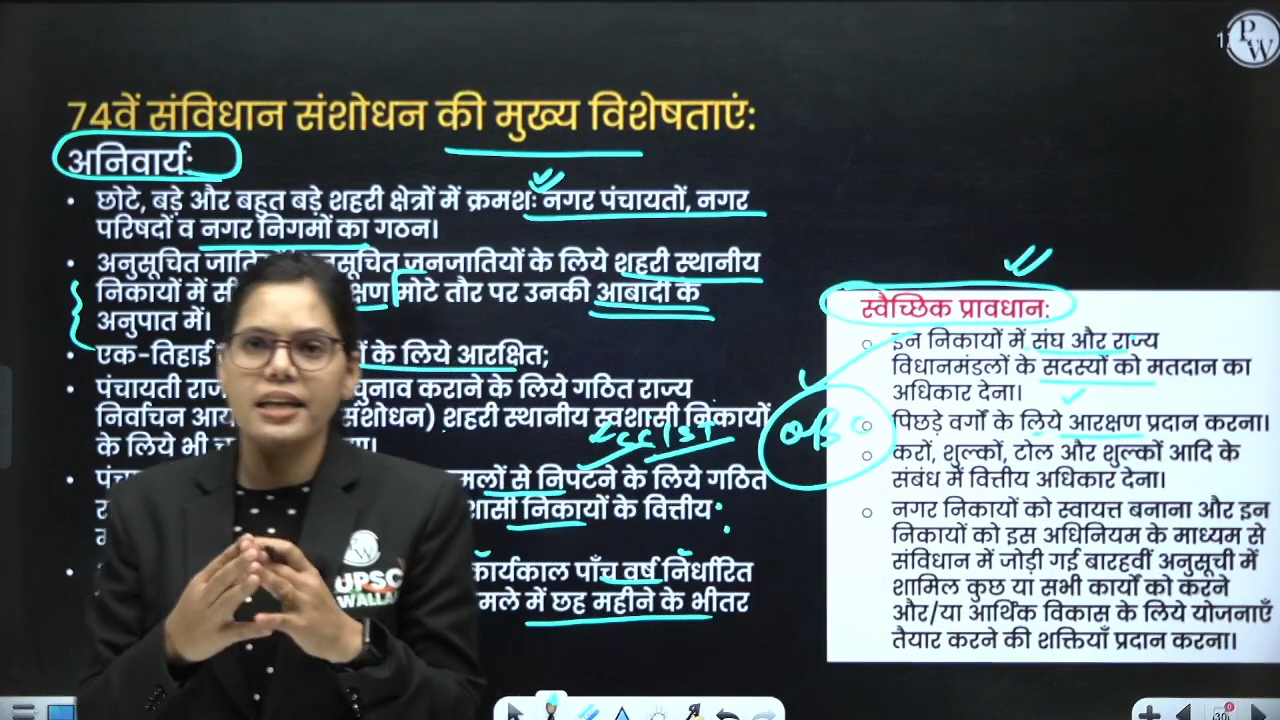 PW
74वें संविधान संशोधन की मुख्य विशेषताएं:
अनिवार्य:
छोटे, बड़े और बहुत बड़े शहरी क्षेत्रों में क्रमशः नगर पंचायतों, नगर
परिषदों व नगर निगमों का गठन।
अनुसूचित जनजातियों के लिये शहरी स्थानीय
निकायों में मोटे तौर पर उनकी आबादी के
अनुपात में।
एक-तिहाई के लिये आरक्षित;
पंचायती चुनाव कराने के लिये गठित राज्य
निर्वाचन संशोधन) शहरी स्थानीय स्वशासी निकायों
के लिये भी
से निपटने के लिये गठित
निकायों के वित्तीय
कार्यकाल पाँच वर्ष निर्धारित
में छह महीने के भीतर
SC ST
OBC
स्वैच्छिक प्रावधान:
इन निकायों में संघ और राज्य
विधानमंडलों के सदस्यों को मतदान का
अधिकार देना।
पिछड़े वर्गों के लिये आरक्षण प्रदान करना।
करों, शुल्कों, टोल और शुल्कों आदि के
संबंध में वित्तीय अधिकार देना।
नगर निकायों को स्वायत्त बनाना और इन
निकायों को इस अधिनियम के माध्यम से
संविधान में जोड़ी गई बारहवीं अनुसूची में
शामिल कुछ या सभी कार्यों को करने
और/या आर्थिक विकास के लिये योजनाएँ
तैयार करने की शक्तियाँ प्रदान करना।
PW
UPSC
WALLAH